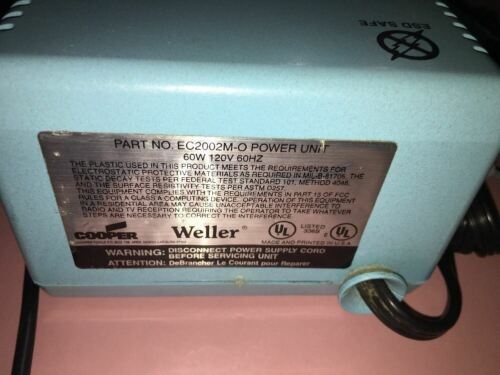 ESD SAFE
PART NO. EC2002M-O POWER UNIT
60W 120V 60HZ
THE PLASTIC USED IN THIS PRODUCT MEETS THE REQUIREMENTS FOR
ELECTROSTATIC PROTECTIVE MATERIALS AS REQUIRED IN MIL-B-81705. THE
STATIC DECAY TESTS PER FEDERAL TEST STANDARD 101, METHOD 4046,
AND THE SURFACE RESISTIVITY TESTS PER ASTM D257.
THIS EQUIPMENT COMPLIES WITH THE REQUIREMENTS IN PART 15 OF FCC
RULES FOR A CLASS A COMPUTING DEVICE. OPERATION OF THIS EQUIPMENT
IN A RESIDENTIAL AREA MAY CAUSE UNACCEPTABLE INTERFERENCE TO
RADIO AND TV RECEPTION REQUIRING THE OPERATOR TO TAKE WHATEVER
STEPS ARE NECESSARY TO CORRECT THE INTERFERENCE.
COOPER Weller® UL LISTED UL
MADE AND PRINTED IN U.S.A.
WARNING: DISCONNECT POWER SUPPLY CORD
BEFORE SERVICING UNIT
ATTENTION: DeBrancher Le Courant pour Reparer